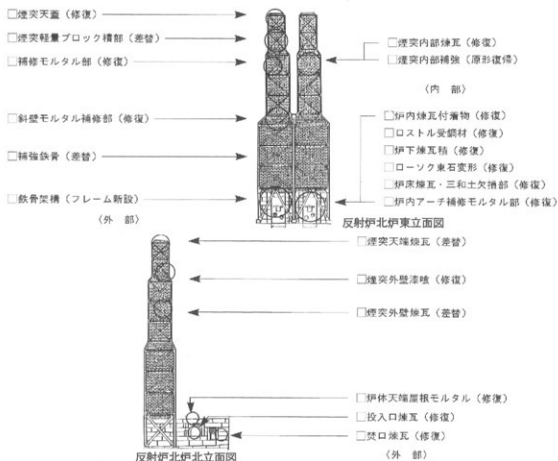 □煙突天蓋（修復）
□煙突軽量ブロック積部（差替）
□補修モルタル部（修復）
□斜壁モルタル補修部（修復）
□補強鉄骨（差替）
□鉄骨架構（フレーム新設）
〈外　部〉
□煙突内部煉瓦（修復）
□煙突内部補強（原形復帰）
〈内　部〉
□炉内煉瓦付着物（修復）
□ロストル受鋼材（修復）
□炉下煉瓦積（修復）
□ローソク束石変形（修復）
□炉床煉瓦・三和土欠損部（修復）
□炉内アーチ補修モルタル部（修復）
反射炉北炉東立面図
□煙突天端煉瓦（差替）
□煙突外壁漆喰（修復）
□煙突外壁煉瓦（差替）
□炉体天端屋根モルタル（修復）
□投入口煉瓦（修復）
□焚口煉瓦（修復）
〈外　部〉
反射炉北炉北立面図